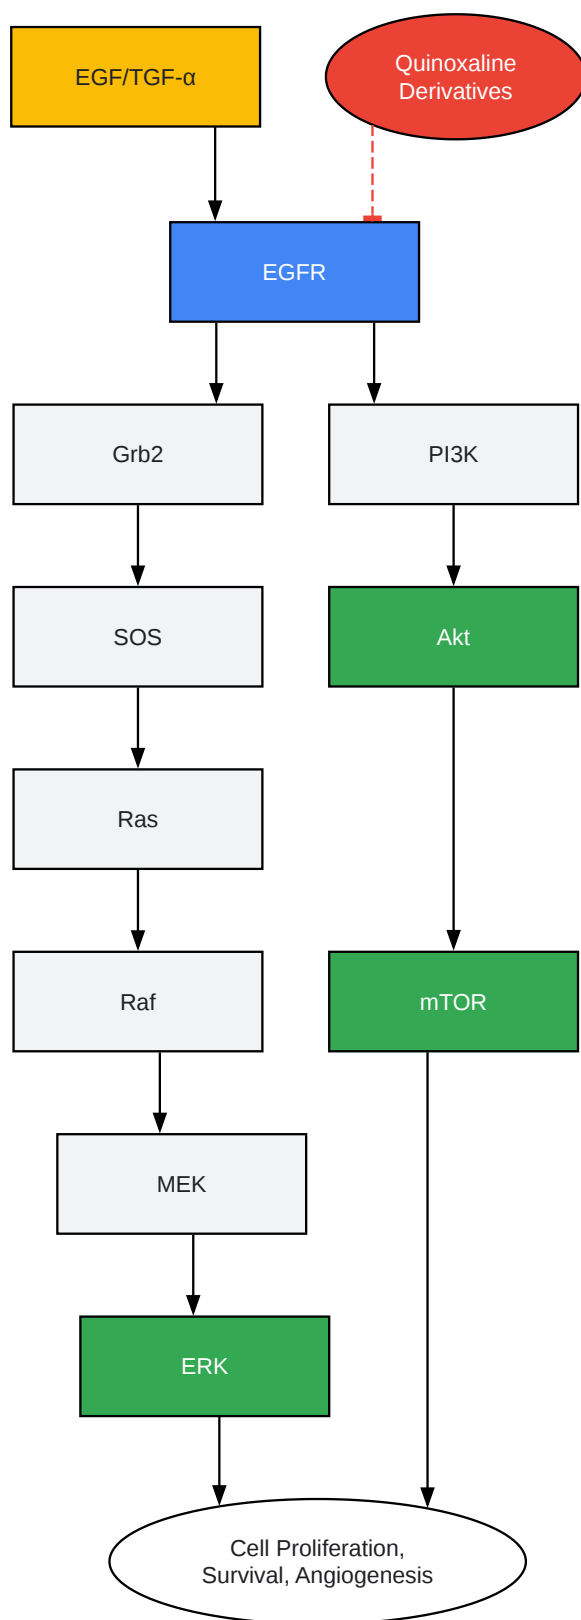 EGF/TGF-α
Quinoxaline
Derivatives
EGFR
Grb2
PI3K
SOS
Akt
Ras
Raf
mTOR
MEK
ERK
Cell Proliferation,
Survival, Angiogenesis